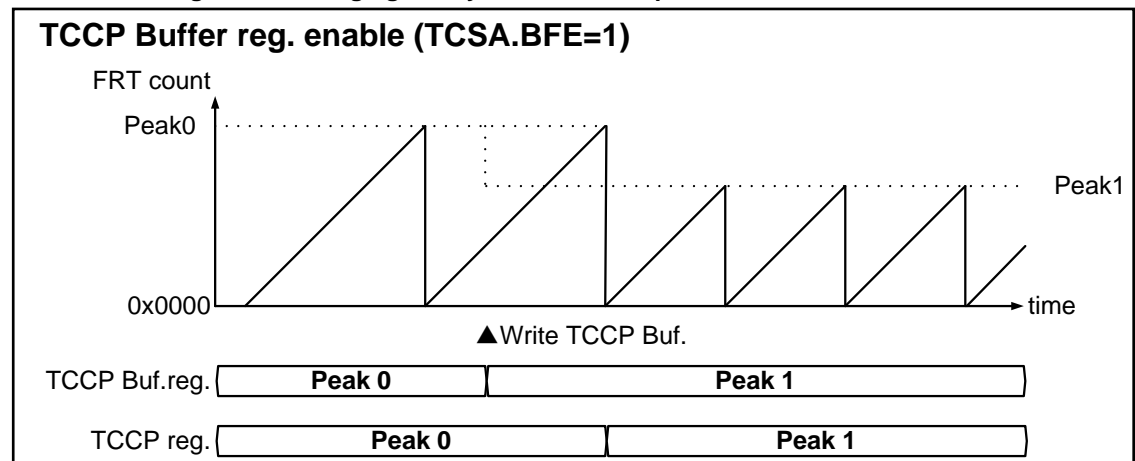 TCCP Buffer reg. enable (TCSA.BFE=1)
FRT count
Peak0
Peak1
0x0000
time
▲Write TCCP Buf.
TCCP Buf.reg. Peak 0 Peak 1
TCCP reg. Peak 0 Peak 1